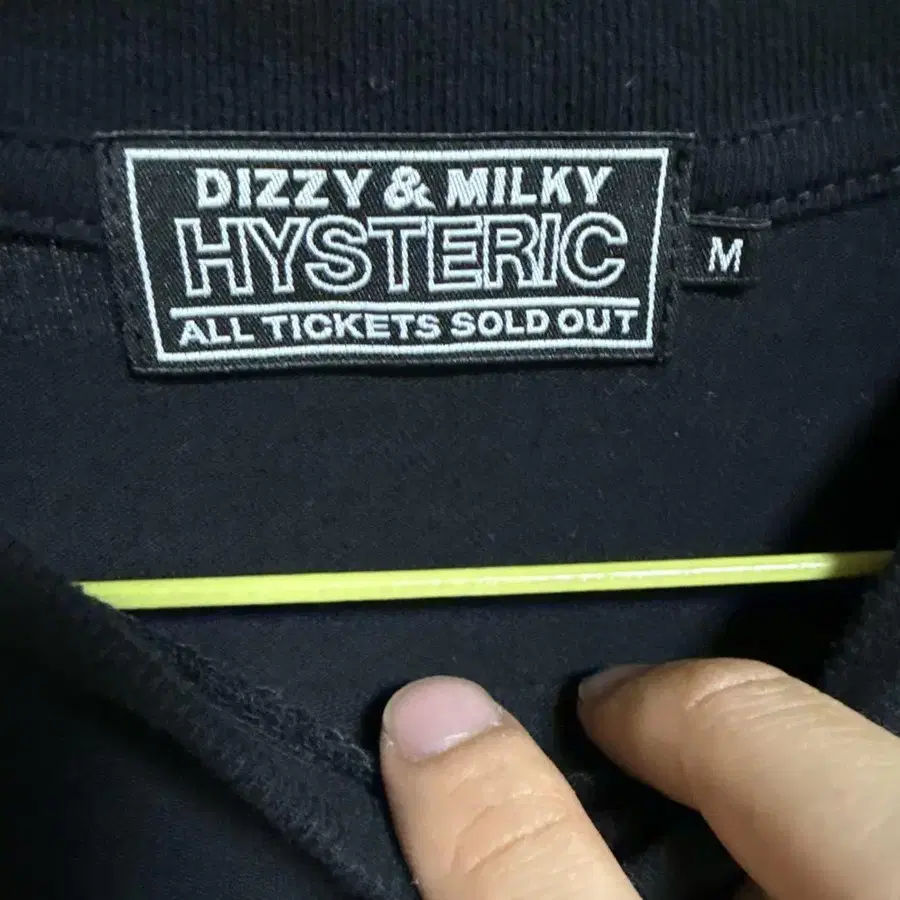 DIZZY & MILKY
HYSTERIC
ALL TICKETS SOLD OUT
M